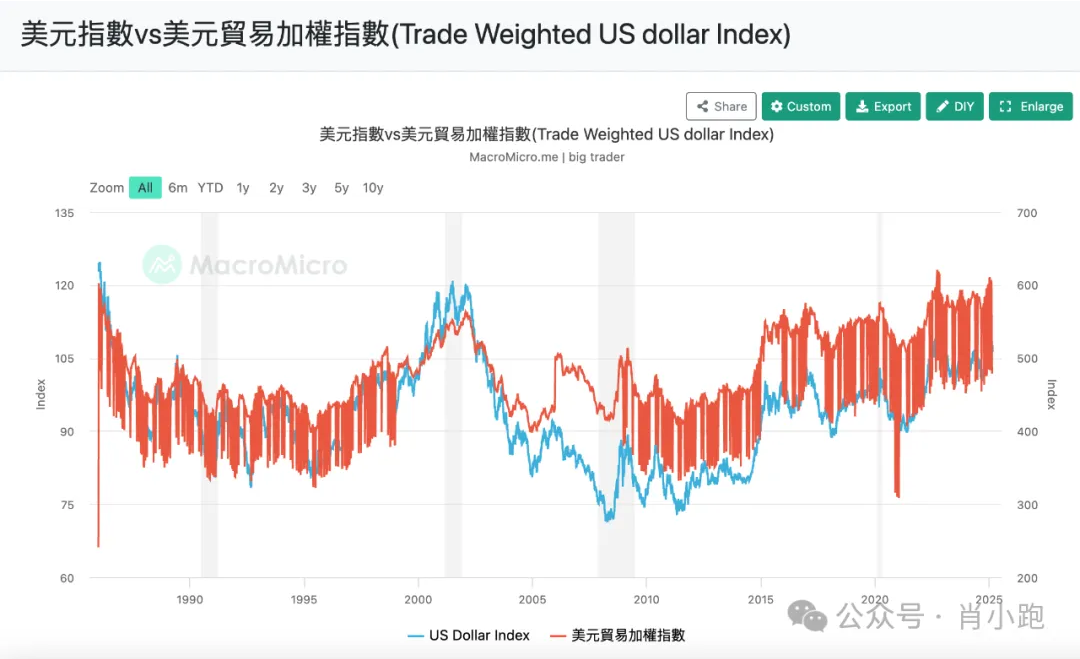 美元指數vs美元貿易加權指數(Trade Weighted US dollar Index)
Share Custom Export DIY Enlarge
美元指數vs美元貿易加權指數(Trade Weighted US dollar Index)
MacroMicro.me | big trader
Zoom All 6m YTD 1y 2y 3y 5y 10y
135 700
MacroMicro
120 600
105 500
Index Index
90 400
75 300
60 200
1990 1995 2000 2005 2010 2015 2020 2025
公众号 · 肖小跑
US Dollar Index 美元貿易加權指數